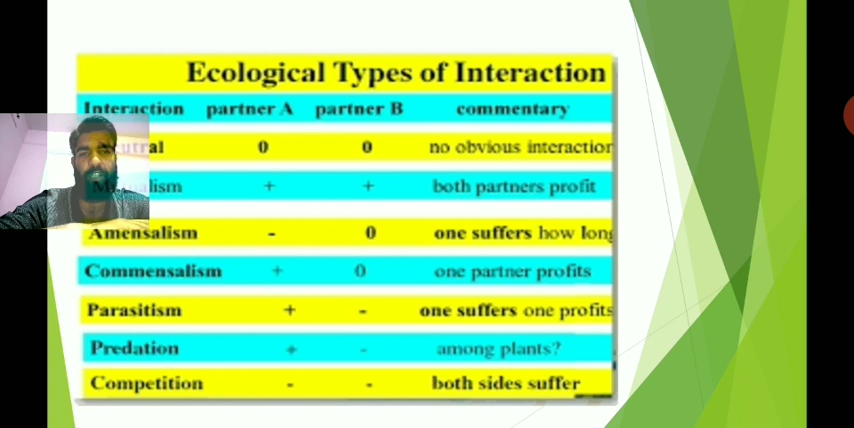 Ecological Types of Interaction
Interaction partner A partner B commentary
0 0 no obvious interaction
+ + both partners profit
Amensalism - 0 one suffers how long
Commensalism + 0 one partner profits
Parasitism + - one suffers one profits
Predation + - among plants?
Competition - - both sides suffer